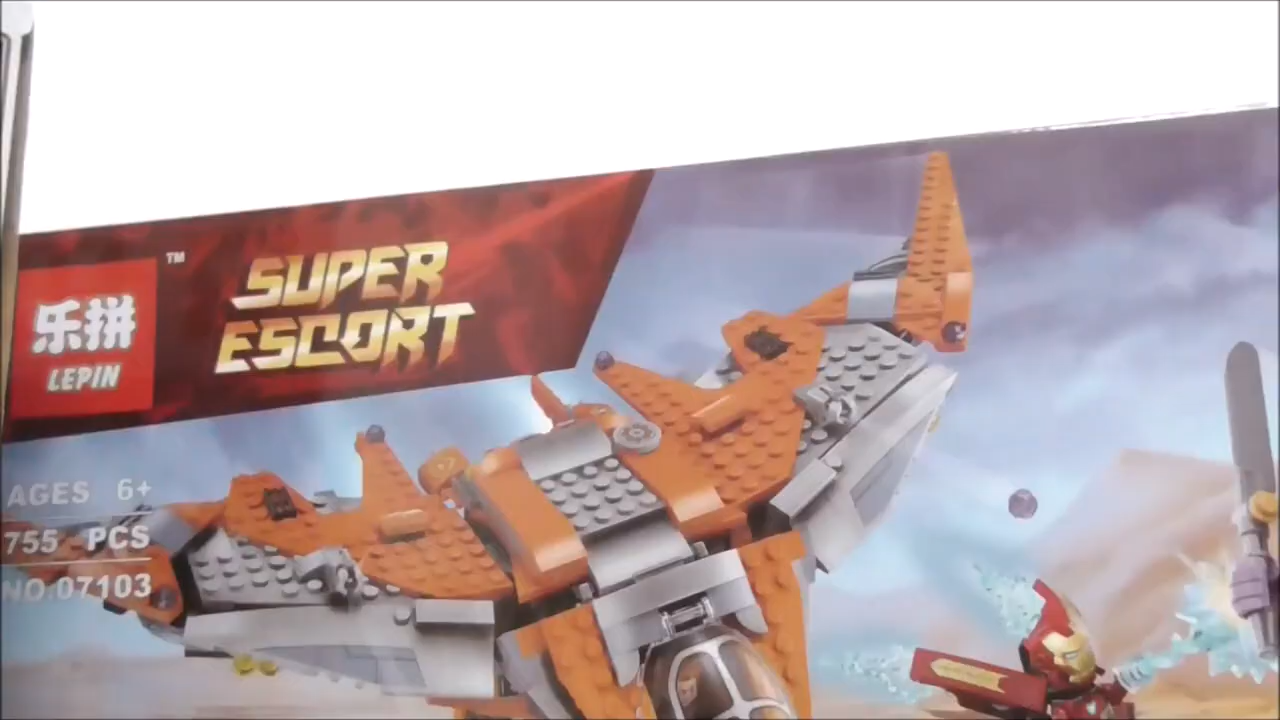 乐拼
LEPIN
TM
SUPER
ESCORT
AGES 6+
755 PCS
NO.07103